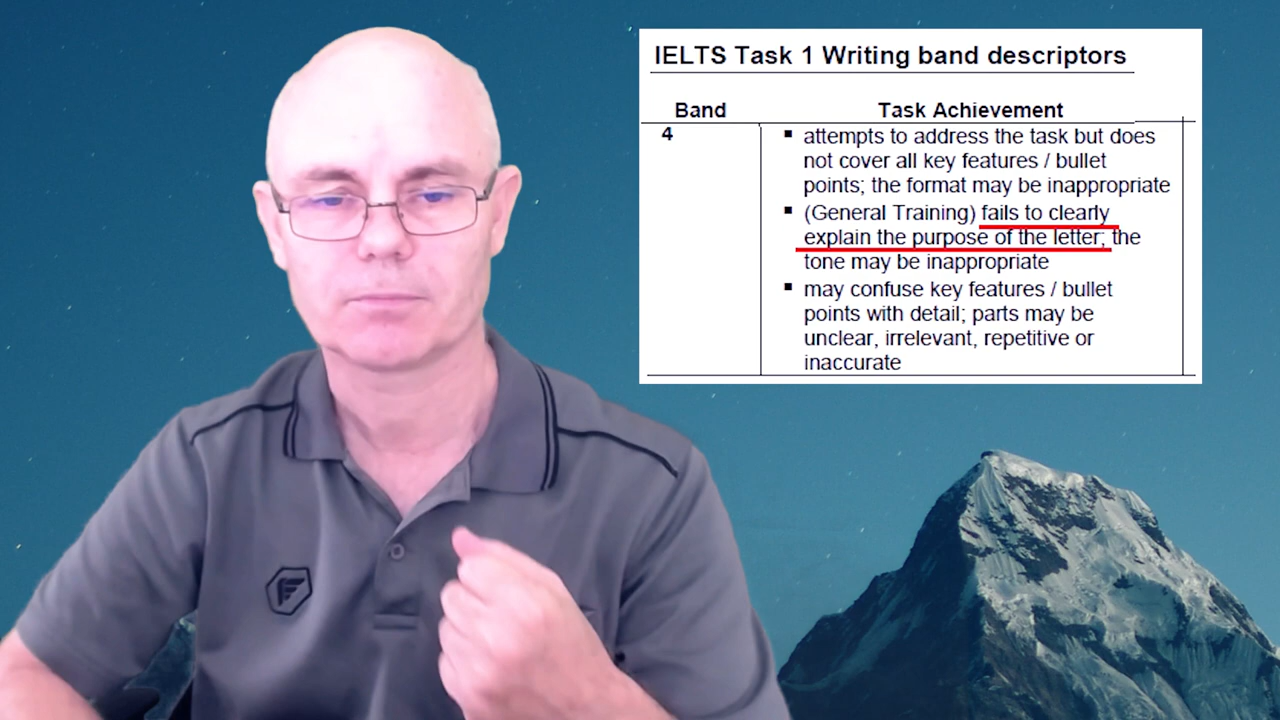 IELTS Task 1 Writing band descriptors
Band Task Achievement
4 ▪ attempts to address the task but does
not cover all key features / bullet
points; the format may be inappropriate
▪ (General Training) fails to clearly
explain the purpose of the letter; the
tone may be inappropriate
▪ may confuse key features / bullet
points with detail; parts may be
unclear, irrelevant, repetitive or
inaccurate